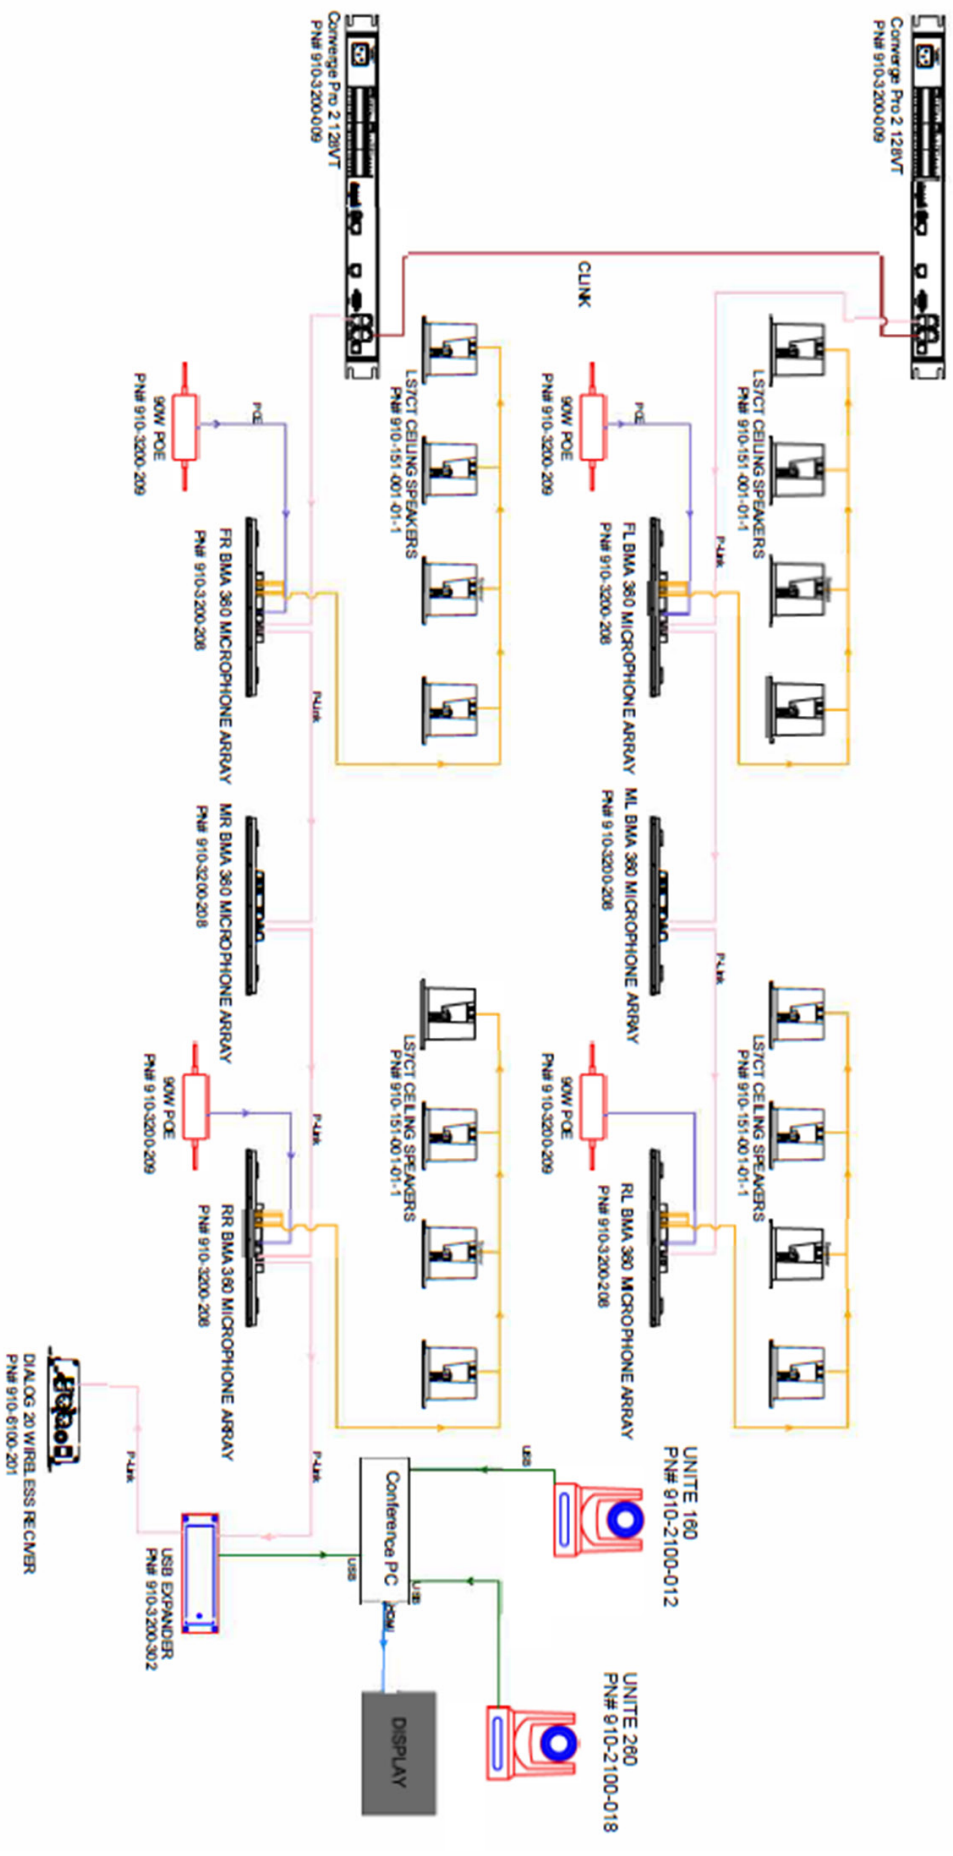 Converge Pro 2 128VT
PN# 910-3200-009
CLINK
Converge Pro 2 128VT
PN# 910-3200-009
LS7CT CEILING SPEAKERS
PN# 910-151-001-01-1
LS7CT CEILING SPEAKERS
PN# 910-151-001-01-1
P-Link
P-Link
POE
90W POE
PN# 910-3200-209
FL BMA 360 MICROPHONE ARRAY
PN# 910-3200-208
ML BMA 360 MICROPHONE ARRAY
PN# 910-3200-208
90W POE
PN# 910-3200-209
RL BMA 360 MICROPHONE ARRAY
PN# 910-3200-208
UNITE 160
PN# 910-2100-012
UNITE 260
PN# 910-2100-018
USB
USB
LS7CT CEILING SPEAKERS
PN# 910-151-001-01-1
LS7CT CEILING SPEAKERS
PN# 910-151-001-01-1
Conference PC
HDMI
DISPLAY
USB
P-Link
P-Link
P-Link
POE
90W POE
PN# 910-3200-209
FR BMA 360 MICROPHONE ARRAY
PN# 910-3200-208
MR BMA 360 MICROPHONE ARRAY
PN# 910-3200-208
90W POE
PN# 910-3200-209
RR BMA 360 MICROPHONE ARRAY
PN# 910-3200-208
USB EXPANDER
PN# 910-3200-302
P-Link
DIALOG 20 WIRELESS RECIVER
PN# 910-6100-201